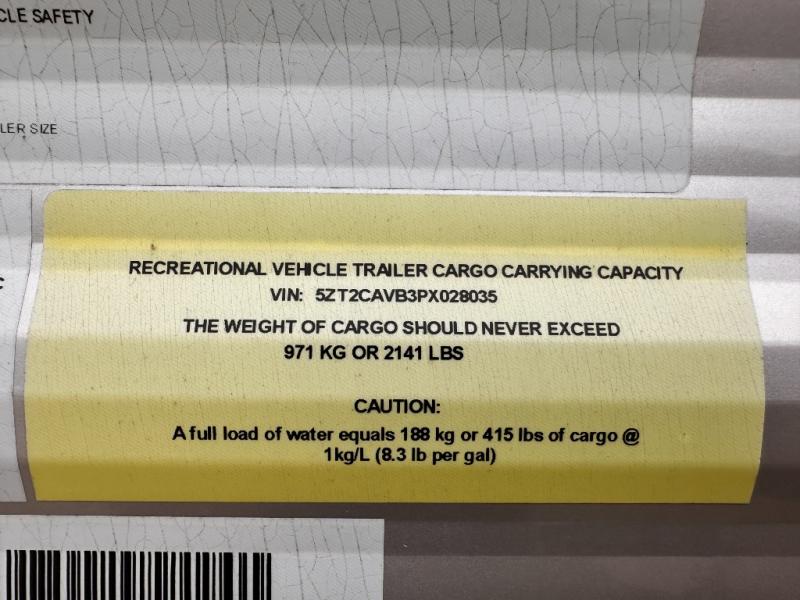 CLE SAFETY
LER SIZE
RECREATIONAL VEHICLE TRAILER CARGO CARRYING CAPACITY
VIN: 5ZT2CAVB3PX028035
THE WEIGHT OF CARGO SHOULD NEVER EXCEED
971 KG OR 2141 LBS
CAUTION:
A full load of water equals 188 kg or 415 lbs of cargo @
1kg/L (8.3 lb per gal)